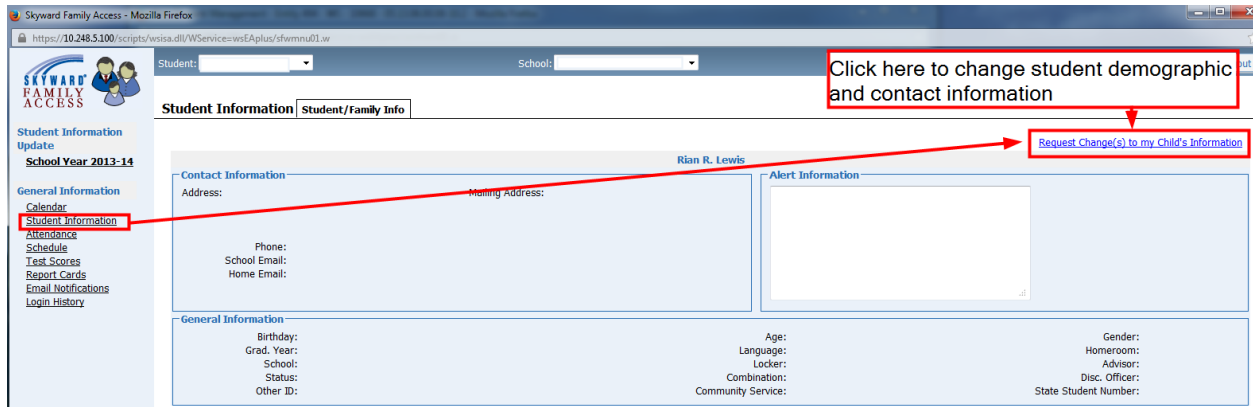 Skyward Family Access - Mozilla Firefox
https://10.248.5.100/scripts/wsisa.dll/WService=wsEAplus/sfwmnu01.w
SKYWARD®
FAMILY
ACCESS
Student:
School:
Click here to change student demographic
and contact information
out
Student Information Student/Family Info
Request Change(s) to my Child's Information
Student Information
Update
School Year 2013-14
General Information
Calendar
Student Information
Attendance
Schedule
Test Scores
Report Cards
Email Notifications
Login History
Rian R. Lewis
Contact Information
Address: Mailing Address:
Phone:
School Email:
Home Email:
Alert Information
General Information
Birthday: Age: Gender:
Grad. Year: Language: Homeroom:
School: Locker: Advisor:
Status: Combination: Disc. Officer:
Other ID: Community Service: State Student Number: